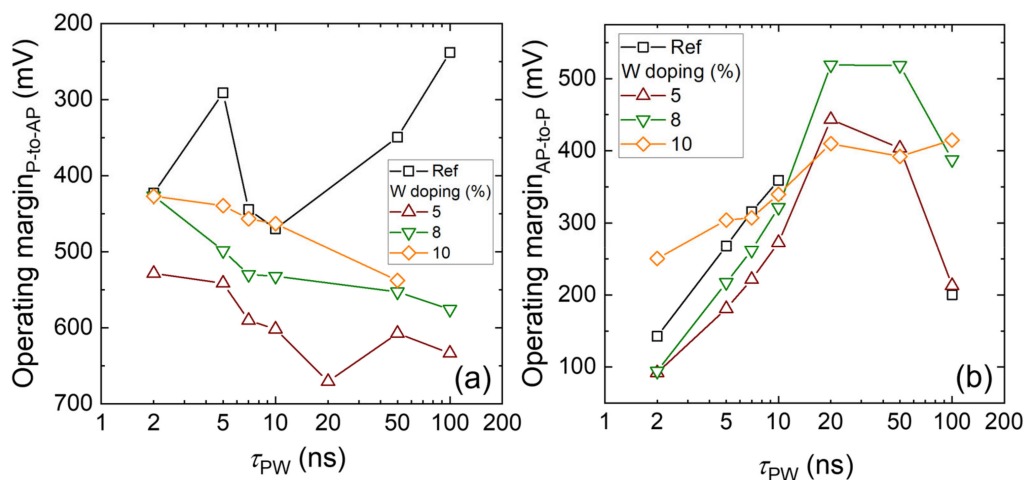 200
300
400
500
600
700
Operating margin_P-to-AP (mV)
Ref
W doping (%)
5
8
10
(a)
1 2 5 10 20 50 100 200
τ_PW (ns)
500
400
300
200
100
Operating margin_AP-to-P (mV)
Ref
W doping (%)
5
8
10
(b)
1 2 5 10 20 50 100 200
τ_PW (ns)